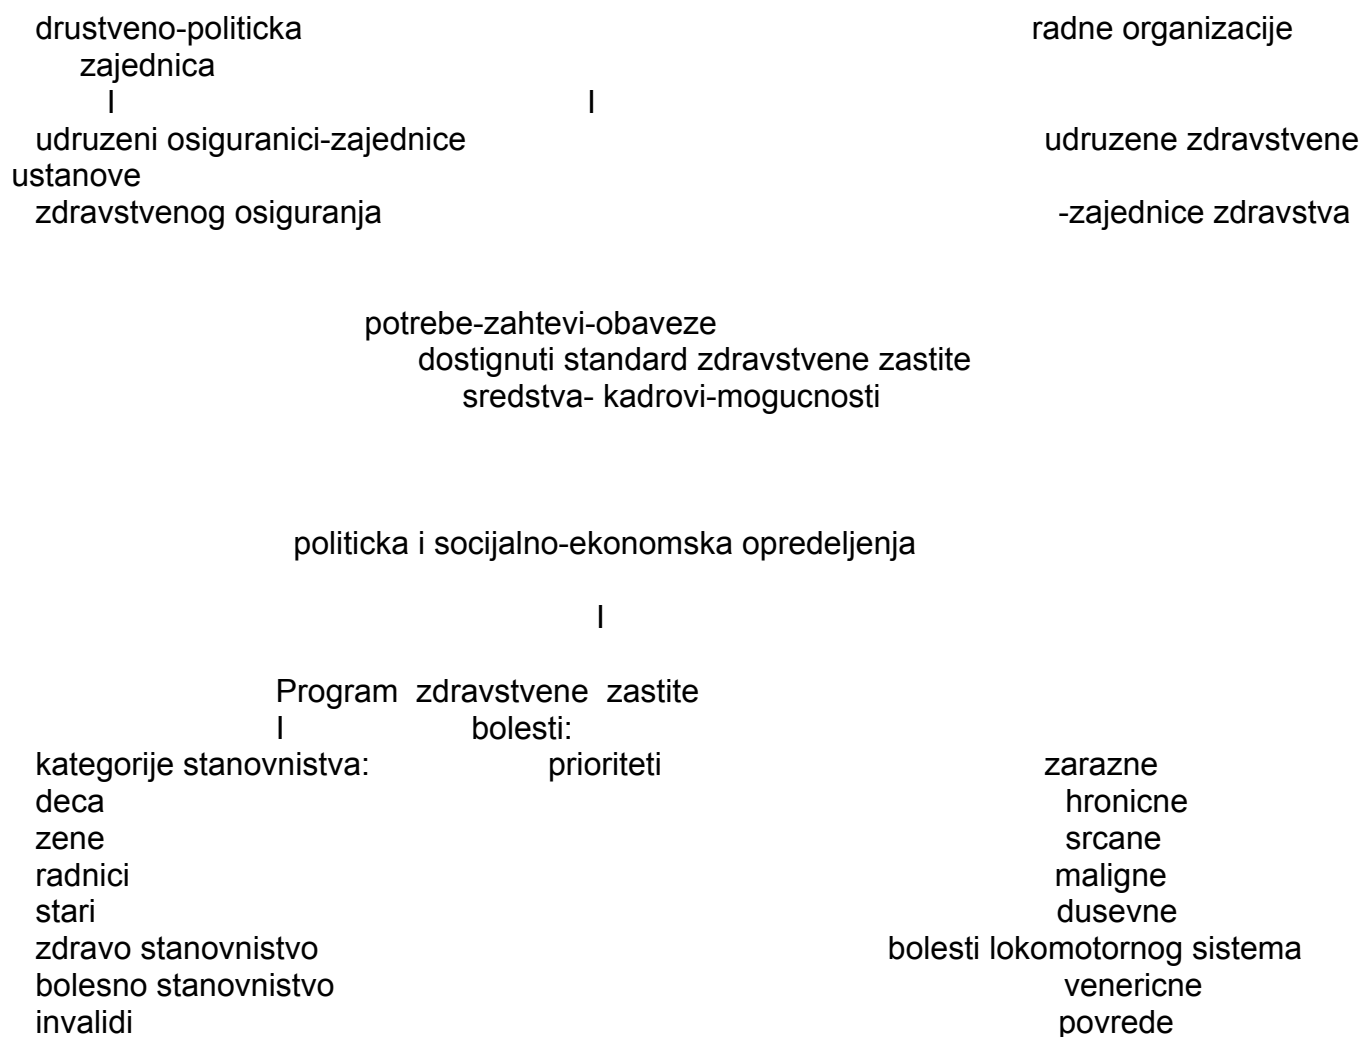 drustveno-politicka radne organizacije
zajednica
I I
udruzeni osiguranici-zajednice udruzene zdravstvene
ustanove
zdravstvenog osiguranja -zajednice zdravstva
potrebe-zahtevi-obaveze
dostignuti standard zdravstvene zastite
sredstva- kadrovi-mogucnosti
politicka i socijalno-ekonomska opredeljenja
I
Program zdravstvene zastite
I bolesti:
kategorije stanovnistva: prioriteti zarazne
deca hronicne
zene srcane
radnici maligne
stari dusevne
zdravo stanovnistvo bolesti lokomotornog sistema
bolesno stanovnistvo venericne
invalidi povrede